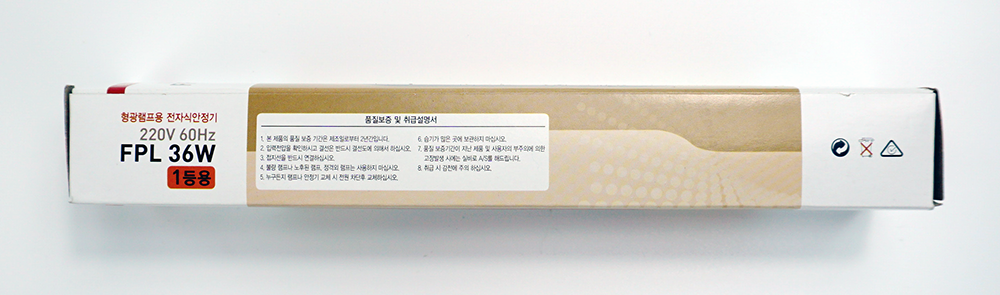 형광램프용 전자식안정기
220V 60Hz
FPL 36W
1등용
품질보증 및 취급설명서
1. 본 제품의 품질 보증 기간은 제조일로부터 2년간입니다.
2. 입력전압을 확인하시고 결선은 반드시 결선도에 의해서 하십시오.
3. 접지선을 반드시 연결하십시오.
4. 불량 램프나 노후된 램프, 정격외 램프는 사용하지 마십시오.
5. 누구든지 램프나 안정기 교체 시 전원 차단후 교체하십시오.
6. 습기가 많은 곳에 보관하지 마십시오.
7. 품질 보증기간이 지난 제품 및 사용자의 부주의에 의한
고장발생 시에는 실비로 A/S를 해드립니다.
8. 취급 시 감전에 주의 하십시오.